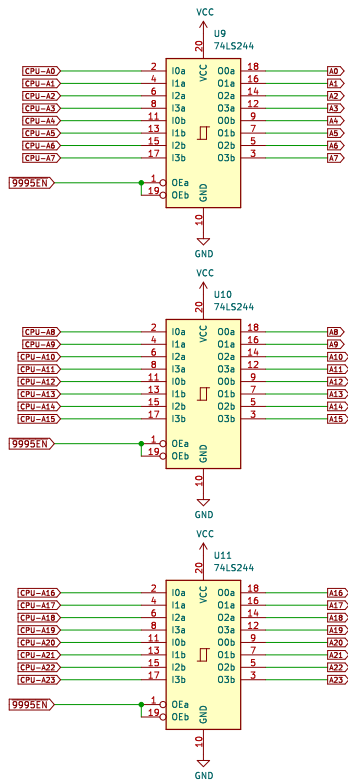 VCC
U9
74LS244
20
VCC
CPU-A0 2 I0a O0a 18 A0
CPU-A1 4 I1a O1a 16 A1
CPU-A2 6 I2a O2a 14 A2
CPU-A3 8 I3a O3a 12 A3
CPU-A4 11 I0b O0b 9 A4
CPU-A5 13 I1b O1b 7 A5
CPU-A6 15 I2b O2b 5 A6
CPU-A7 17 I3b O3b 3 A7
9995EN 1 OEa
19 OEb
GND
10
GND
VCC
U10
74LS244
20
VCC
CPU-A8 2 I0a O0a 18 A8
CPU-A9 4 I1a O1a 16 A9
CPU-A10 6 I2a O2a 14 A10
CPU-A11 8 I3a O3a 12 A11
CPU-A12 11 I0b O0b 9 A12
CPU-A13 13 I1b O1b 7 A13
CPU-A14 15 I2b O2b 5 A14
CPU-A15 17 I3b O3b 3 A15
9995EN 1 OEa
19 OEb
GND
10
GND
VCC
U11
74LS244
20
VCC
CPU-A16 2 I0a O0a 18 A16
CPU-A17 4 I1a O1a 16 A17
CPU-A18 6 I2a O2a 14 A18
CPU-A19 8 I3a O3a 12 A19
CPU-A20 11 I0b O0b 9 A20
CPU-A21 13 I1b O1b 7 A21
CPU-A22 15 I2b O2b 5 A22
CPU-A23 17 I3b O3b 3 A23
9995EN 1 OEa
19 OEb
GND
10
GND